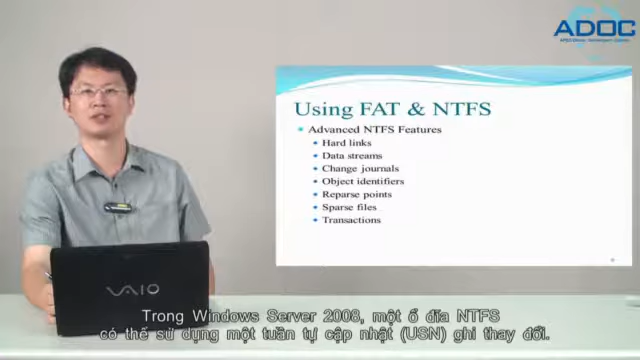 ADOC
Using FAT & NTFS
Advanced NTFS Features
Hard links
Data streams
Change journals
Object identifiers
Reparse points
Sparse files
Transactions
VAIO
Trong Windows Server 2008, một ổ đĩa NTFS
có thể sử dụng một tuần tự cập nhật (USN) ghi thay đổi.